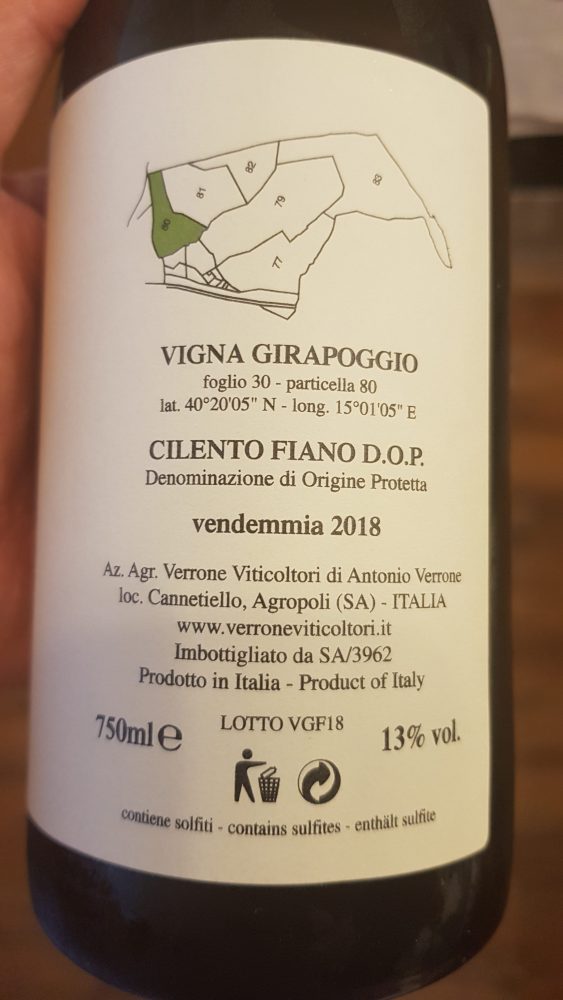 82
81
83
79
80
77
VIGNA GIRAPOGGIO
foglio 30 - particella 80
lat. 40°20'05" N - long. 15°01'05" E
CILENTO FIANO D.O.P.
Denominazione di Origine Protetta
vendemmia 2018
Az. Agr. Verrone Viticoltori di Antonio Verrone
loc. Cannetiello, Agropoli (SA) - ITALIA
www.verroneviticoltori.it
Imbottigliato da SA/3962
Prodotto in Italia - Product of Italy
750ml e LOTTO VGF18 13% vol.
contiene solfiti - contains sulfites - enthält sulfite